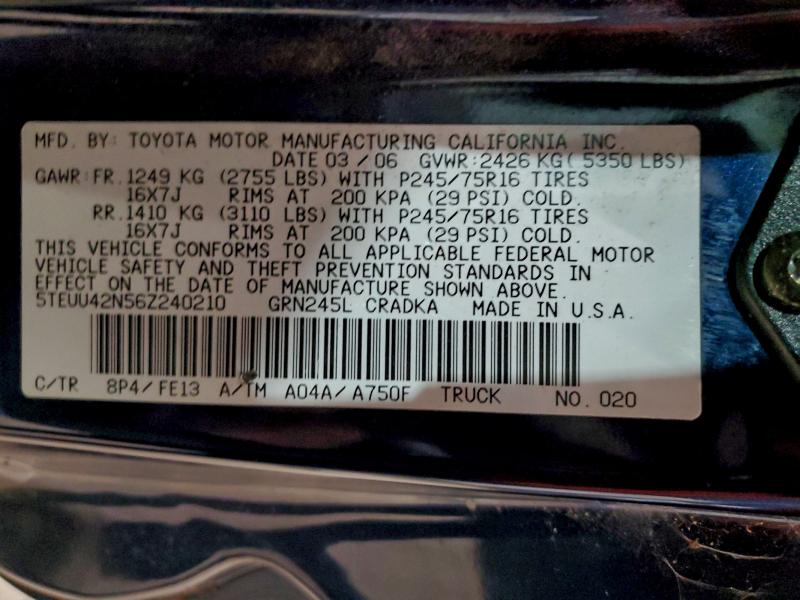 MFD. BY: TOYOTA MOTOR MANUFACTURING CALIFORNIA INC.
DATE 03 / 06 GVWR:2426 KG( 5350 LBS)
GAWR:FR.1249 KG (2755 LBS) WITH P245/75R16 TIRES
16X7J RIMS AT 200 KPA (29 PSI) COLD.
RR.1410 KG (3110 LBS) WITH P245/75R16 TIRES
16X7J RIMS AT 200 KPA (29 PSI) COLD.
THIS VEHICLE CONFORMS TO ALL APPLICABLE FEDERAL MOTOR
VEHICLE SAFETY AND THEFT PREVENTION STANDARDS IN
EFFECT ON THE DATE OF MANUFACTURE SHOWN ABOVE.
5TEUU42N56Z240210 GRN245L CRADKA MADE IN U.S.A.
C/TR 8P4/FE13 A/TM A04A/A750F TRUCK NO.020